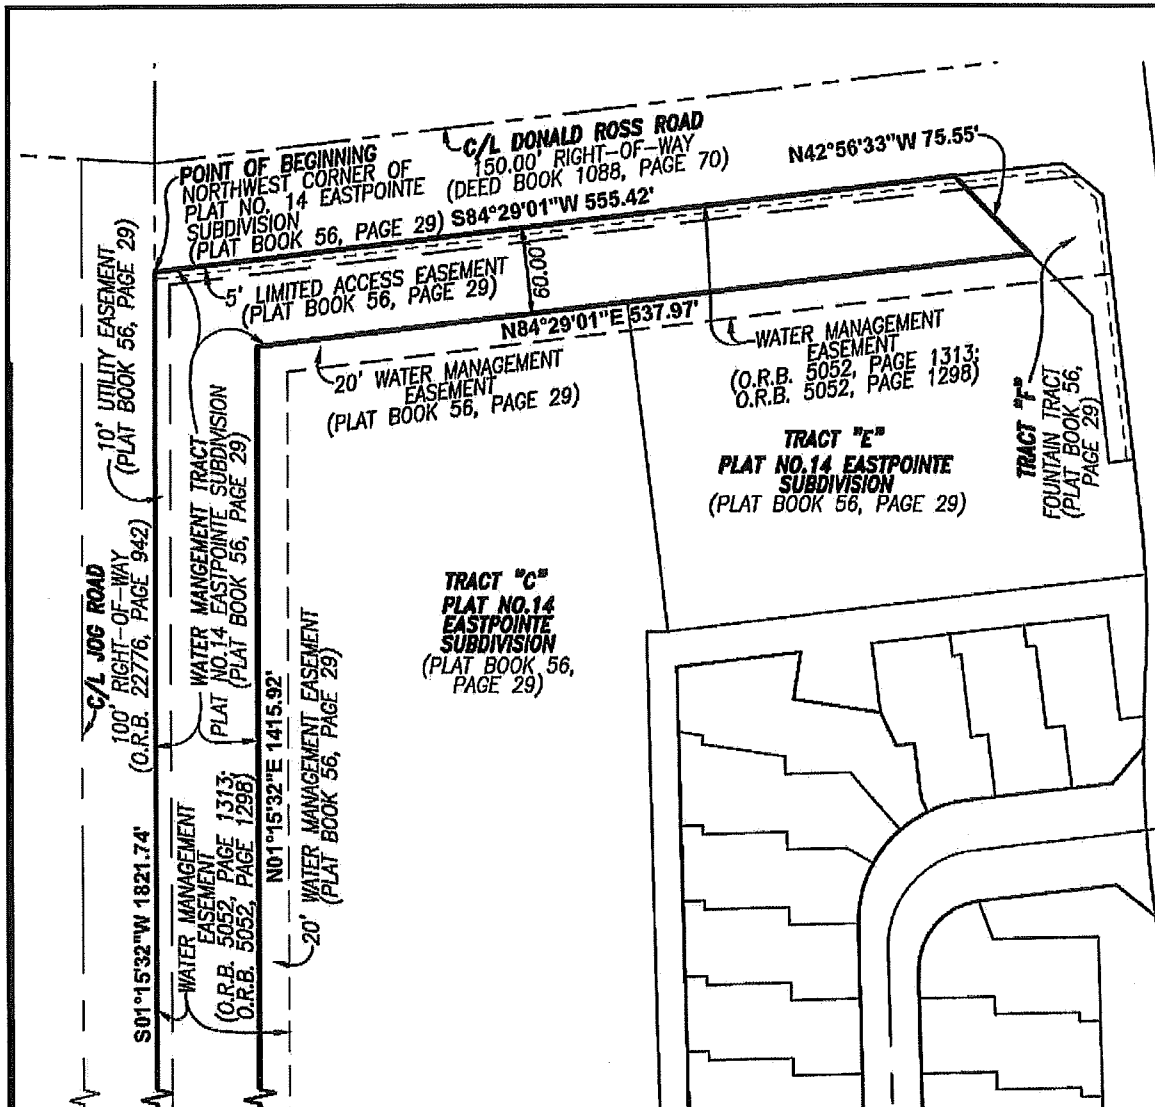 C/L DONALD ROSS ROAD
150.00' RIGHT-OF-WAY
(DEED BOOK 1088, PAGE 70)
N42°56'33"W 75.55'
POINT OF BEGINNING
NORTHWEST CORNER OF
PLAT NO. 14 EASTPOINTE
SUBDIVISION
(PLAT BOOK 56, PAGE 29)
S84°29'01"W 555.42'
10' UTILITY EASEMENT
(PLAT BOOK 56, PAGE 29)
5' LIMITED ACCESS EASEMENT
(PLAT BOOK 56, PAGE 29)
60.00'
N84°29'01"E 537.97'
20' WATER MANAGEMENT
EASEMENT
(PLAT BOOK 56, PAGE 29)
WATER MANAGEMENT
EASEMENT
(O.R.B. 5052, PAGE 1313;
O.R.B. 5052, PAGE 1298)
TRACT "F"
FOUNTAIN TRACT
(PLAT BOOK 56,
PAGE 29)
TRACT "E"
PLAT NO.14 EASTPOINTE
SUBDIVISION
(PLAT BOOK 56, PAGE 29)
WATER MANGEMENT TRACT
PLAT NO.14 EASTPOINTE SUBDIVISION
(PLAT BOOK 56, PAGE 29)
C/L JOG ROAD
100' RIGHT-OF-WAY
(O.R.B. 22776, PAGE 942)
TRACT "C"
PLAT NO.14
EASTPOINTE
SUBDIVISION
(PLAT BOOK 56,
PAGE 29)
N01°15'32"E 1415.92'
20' WATER MANAGEMENT EASEMENT
(PLAT BOOK 56, PAGE 29)
S01°15'32"W 1821.74'
WATER MANAGEMENT
EASEMENT
(O.R.B. 5052, PAGE 1313;
O.R.B. 5052, PAGE 1298)